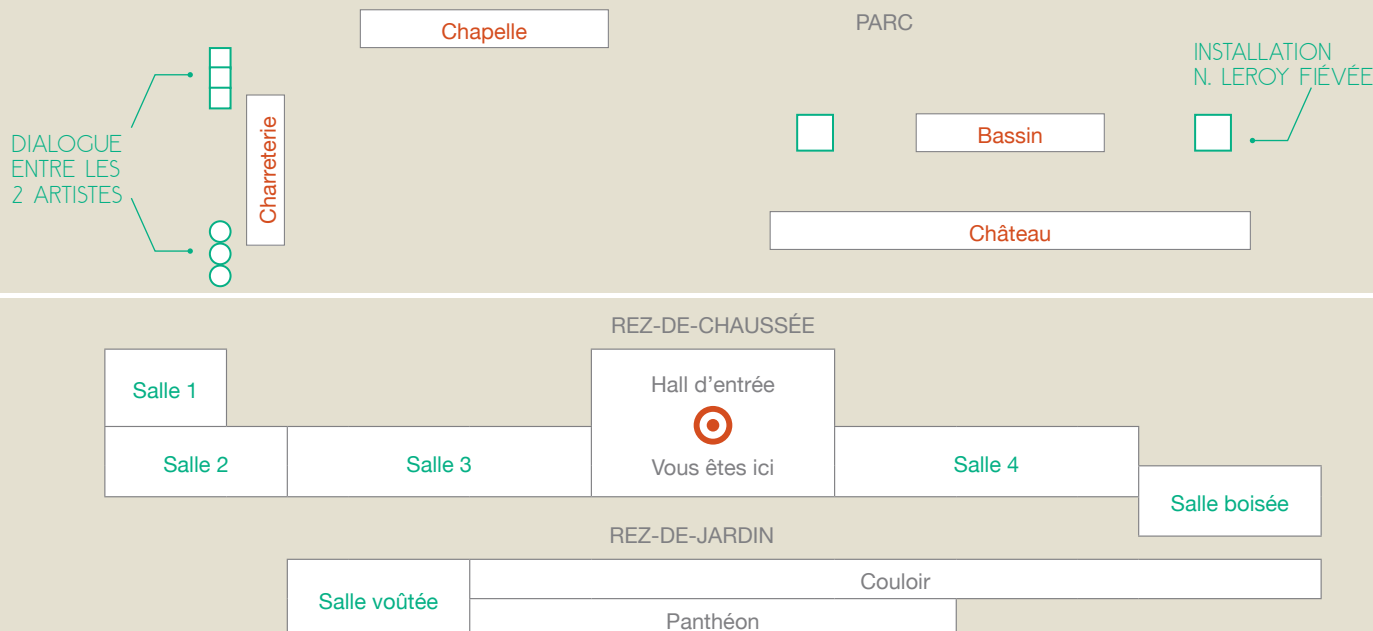 Chapelle
PARC
INSTALLATION
N. LEROY FIÉVÉE
DIALOGUE
ENTRE LES
2 ARTISTES
Charreterie
Bassin
Château
REZ-DE-CHAUSSÉE
Salle 1
Hall d'entrée
Salle 2
Salle 3
Vous êtes ici
Salle 4
Salle boisée
REZ-DE-JARDIN
Couloir
Salle voûtée
Panthéon